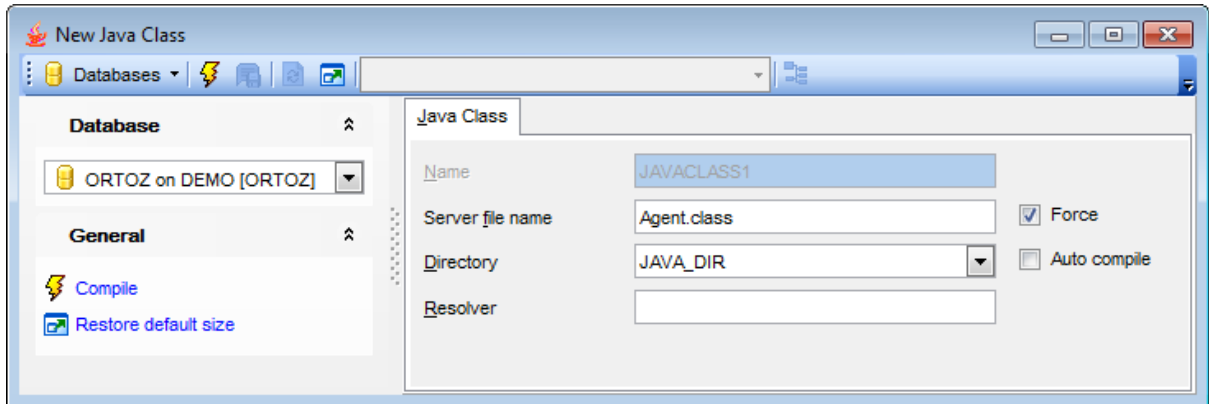 New Java Class
Databases
Database
ORTOZ on DEMO [ORTOZ]
General
Compile
Restore default size
Java Class
Name JAVACLASS1
Server file name Agent.class Force
Directory JAVA_DIR Auto compile
Resolver